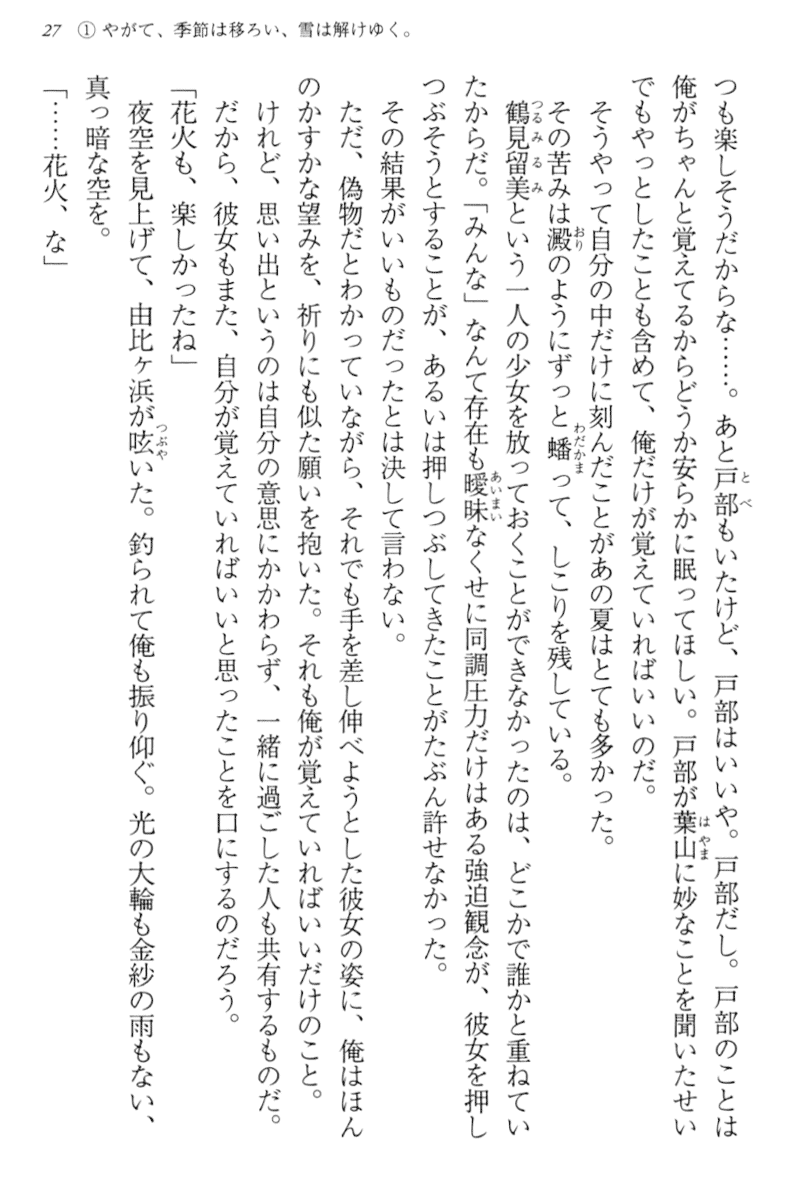 27　①やがて、季節は移ろい、雪は解けゆく。
つも楽しそうだからな……。あと戸部もいたけど、戸部はいいや。戸部だし。戸部のことは
俺がちゃんと覚えてるからどうか安らかに眠ってほしい。戸部が葉山に妙なことを聞いたせい
でもやっとしたことも含めて、俺だけが覚えていればいいのだ。
　そうやって自分の中だけに刻んだことがあの夏はとても多かった。
　その苦みは澱のようにずっと蟠って、しこりを残している。
　鶴見留美という一人の少女を放っておくことができなかったのは、どこかで誰かと重ねてい
たからだ。「みんな」なんて存在も曖昧なくせに同調圧力だけはある強迫観念が、彼女を押し
つぶそうとすることが、あるいは押しつぶしてきたことがたぶん許せなかった。
　その結果がいいものだったとは決して言わない。
　ただ、偽物だとわかっていながら、それでも手を差し伸べようとした彼女の姿に、俺はほん
のかすかな望みを、祈りにも似た願いを抱いた。それも俺が覚えていればいいだけのこと。
　けれど、思い出というのは自分の意思にかかわらず、一緒に過ごした人も共有するものだ。
　だから、彼女もまた、自分が覚えていればいいと思ったことを口にするのだろう。
「花火も、楽しかったね」
　夜空を見上げて、由比ヶ浜が呟いた。釣られて俺も振り仰ぐ。光の大輪も金紗の雨もない、
真っ暗な空を。
「……花火、な」